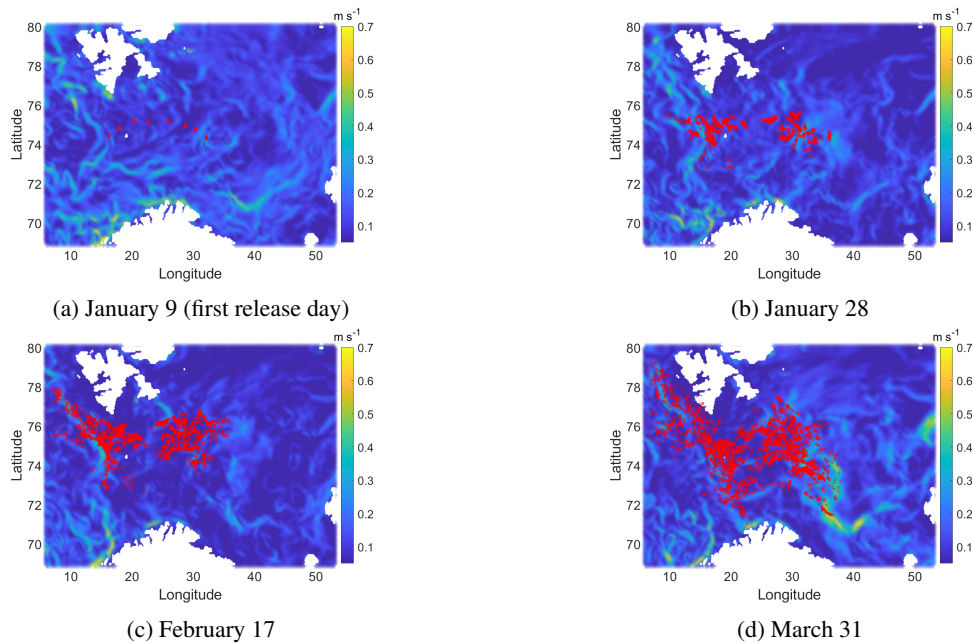 m s⁻¹
80
78
76
74
72
70
Latitude
10 20 30 40 50
Longitude
0.7
0.6
0.5
0.4
0.3
0.2
0.1
(a) January 9 (first release day)
m s⁻¹
80
78
76
74
72
70
Latitude
10 20 30 40 50
Longitude
0.7
0.6
0.5
0.4
0.3
0.2
0.1
(b) January 28
m s⁻¹
80
78
76
74
72
70
Latitude
10 20 30 40 50
Longitude
0.7
0.6
0.5
0.4
0.3
0.2
0.1
(c) February 17
m s⁻¹
80
78
76
74
72
70
Latitude
10 20 30 40 50
Longitude
0.7
0.6
0.5
0.4
0.3
0.2
0.1
(d) March 31